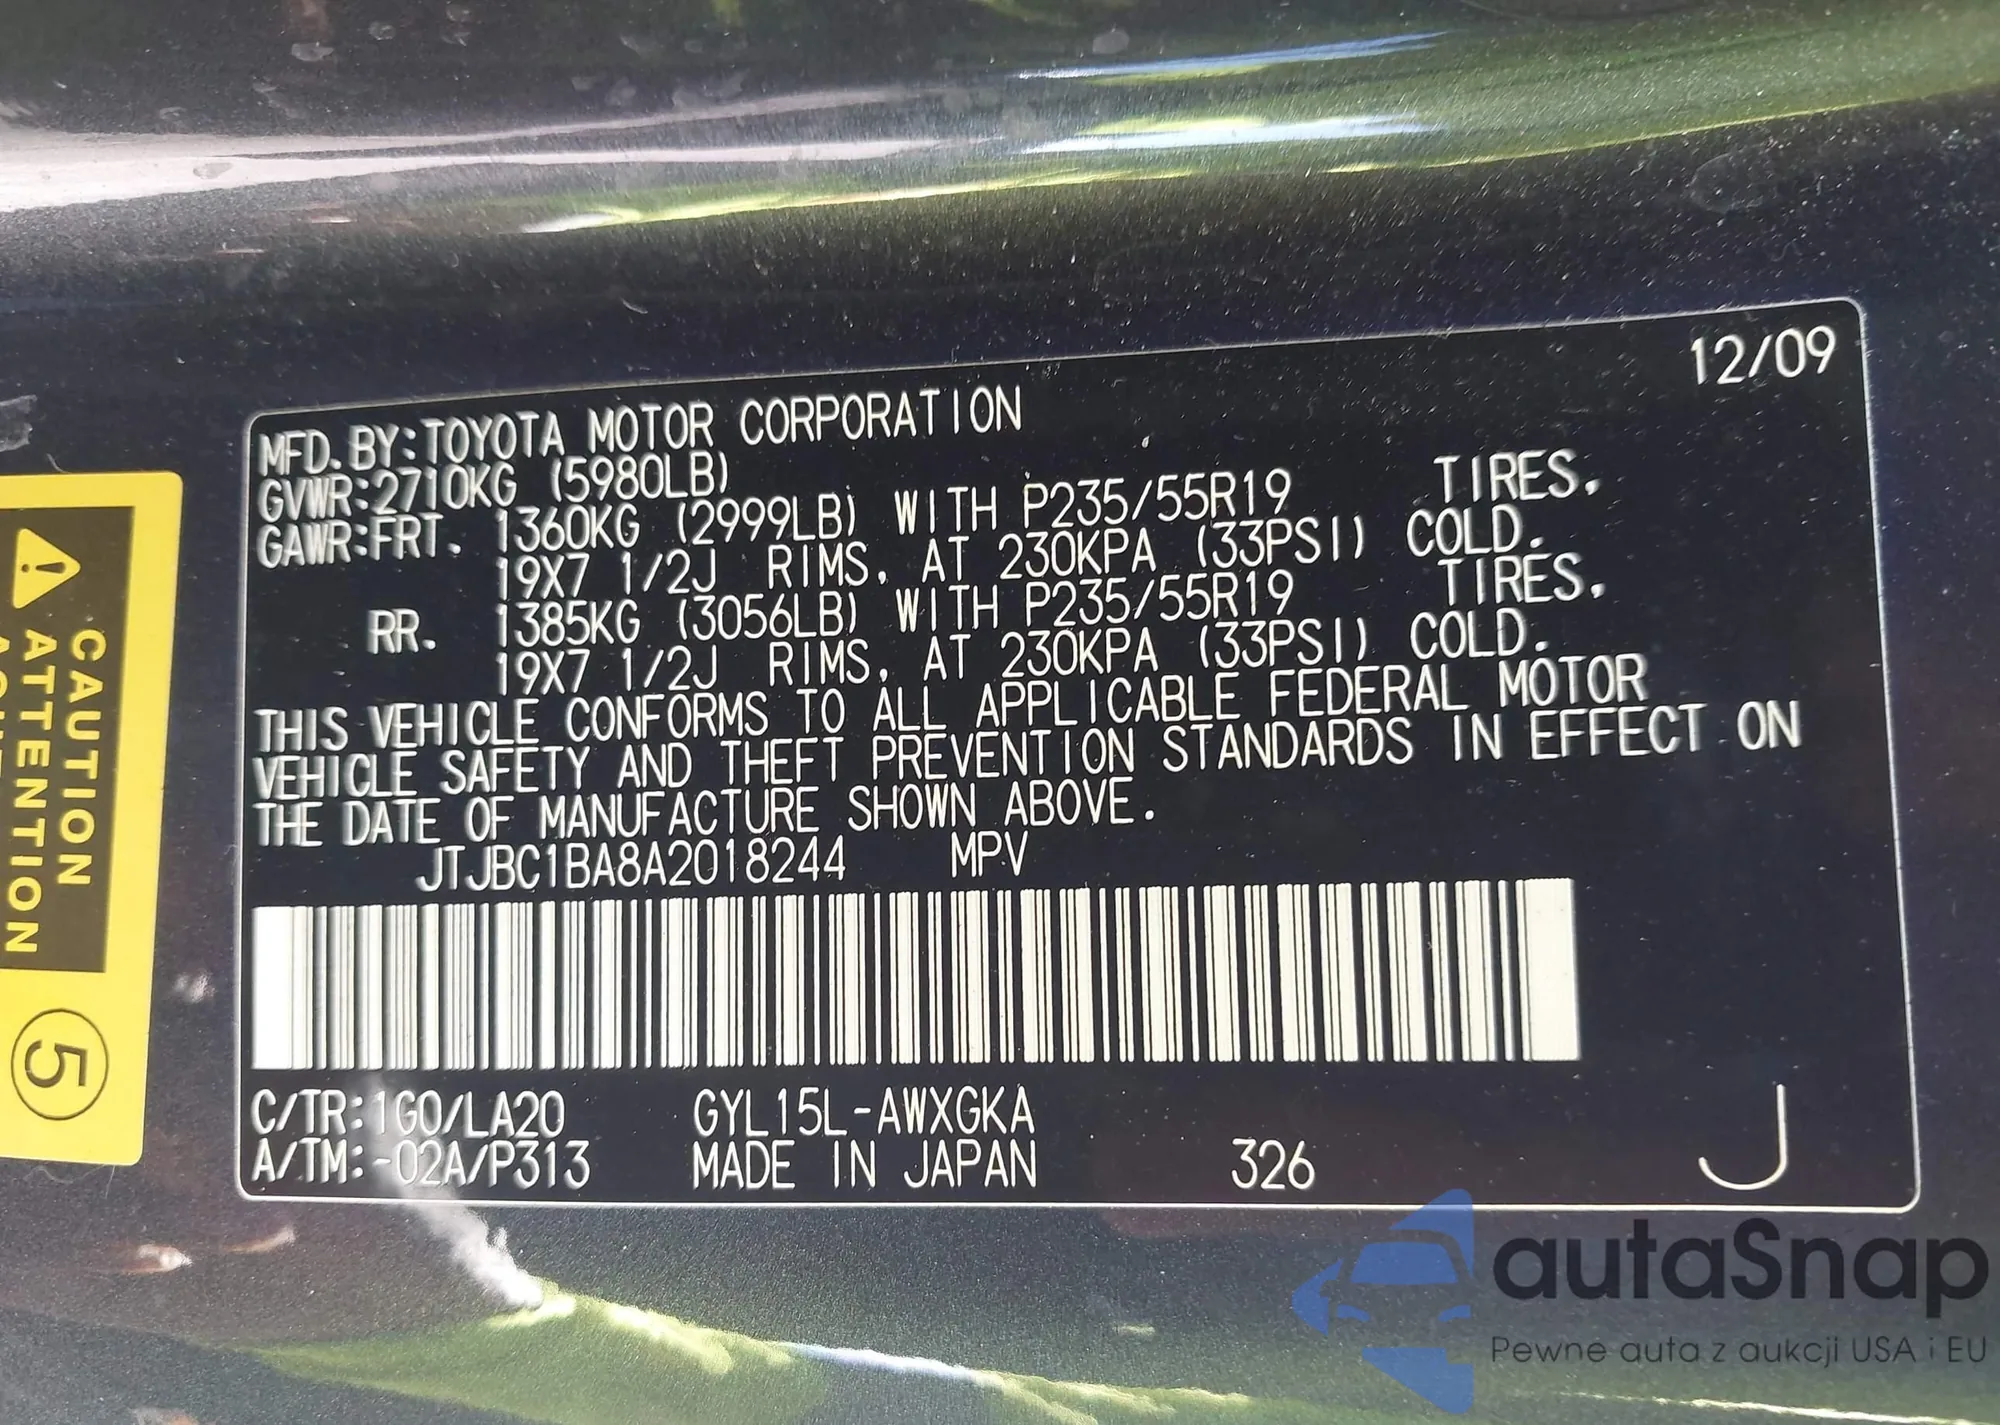 12/09
MFD. BY:TOYOTA MOTOR CORPORATION
GVWR:2710KG (5980LB)
GAWR:FRT. 1360KG (2999LB) WITH P235/55R19 TIRES,
19X7 1/2J RIMS, AT 230KPA (33PSI) COLD.
RR. 1385KG (3056LB) WITH P235/55R19 TIRES,
19X7 1/2J RIMS, AT 230KPA (33PSI) COLD.
THIS VEHICLE CONFORMS TO ALL APPLICABLE FEDERAL MOTOR
VEHICLE SAFETY AND THEFT PREVENTION STANDARDS IN EFFECT ON
THE DATE OF MANUFACTURE SHOWN ABOVE.
JTJBC1BA8A2018244 MPV
C/TR:1G0/LA20 GYL15L-AWXGKA
A/TM:-02A/P313 MADE IN JAPAN 326 J
CAUTION
ATTENTION
5
autaSnap
Pewne auta z aukcji USA i EU